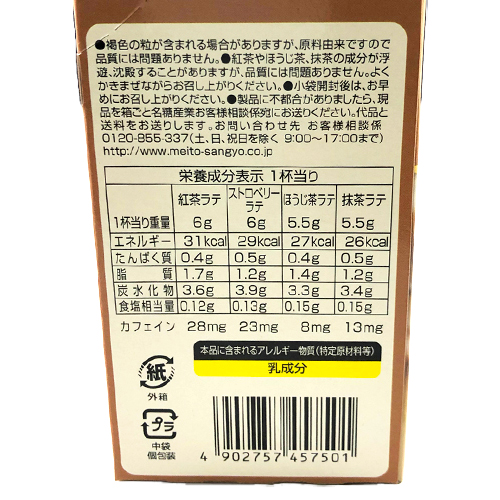 ●褐色の粒が含まれる場合がありますが、原料由来ですので
品質には問題ありません。●紅茶やほうじ茶、抹茶の成分が浮
遊、沈殿することがありますが、品質には問題ありません。よく
かきまぜながらお召し上がりください。●小袋開封後は、お早
めにお召し上がりください。●製品に不都合がありましたら、現
品を箱ごと名糖産業お客様相談係宛にお送りください。代品と
送料をお送りします。お問い合わせ先 お客様相談係
0120-855-337(土、日、祝日を除く 9:00〜17:00まで)
http://www.meito-sangyo.co.jp
栄養成分表示 1杯当り
紅茶ラテ ストロベリーラテ ほうじ茶ラテ 抹茶ラテ
1杯当り重量 6g 6g 5.5g 5.5g
エネルギー 31kcal 29kcal 27kcal 26kcal
たんぱく質 0.4g 0.5g 0.4g 0.5g
脂質 1.7g 1.2g 1.4g 1.2g
炭水化物 3.6g 3.9g 3.3g 3.4g
食塩相当量 0.12g 0.13g 0.15g 0.15g
カフェイン 28mg 23mg 8mg 13mg
本品に含まれるアレルギー物質(特定原材料等)
乳成分
紙
外箱
プラ
中袋
個包装
4 902757 457501